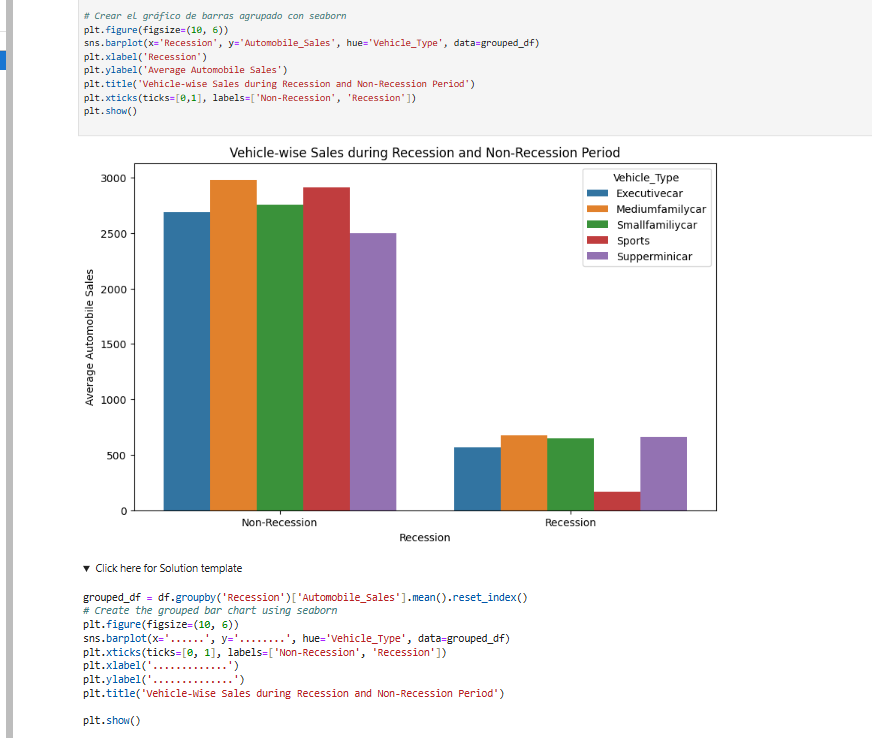 # Crear el gráfico de barras agrupado con seaborn
plt.figure(figsize=(10, 6))
sns.barplot(x='Recession', y='Automobile_Sales', hue='Vehicle_Type', data=grouped_df)
plt.xlabel('Recession')
plt.ylabel('Average Automobile Sales')
plt.title('Vehicle-wise Sales during Recession and Non-Recession Period')
plt.xticks(ticks=[0,1], labels=['Non-Recession', 'Recession'])
plt.show()
Vehicle-wise Sales during Recession and Non-Recession Period
Average Automobile Sales
3000
2500
2000
1500
1000
500
0
Vehicle_Type
Executivecar
Mediumfamilycar
Smallfamiliycar
Sports
Supperminicar
Non-Recession
Recession
Recession
▼ Click here for Solution template
grouped_df = df.groupby('Recession')['Automobile_Sales'].mean().reset_index()
# Create the grouped bar chart using seaborn
plt.figure(figsize=(10, 6))
sns.barplot(x='......', y='........', hue='Vehicle_Type', data=grouped_df)
plt.xticks(ticks=[0, 1], labels=['Non-Recession', 'Recession'])
plt.xlabel('.............')
plt.ylabel('..............')
plt.title('Vehicle-Wise Sales during Recession and Non-Recession Period')
plt.show()